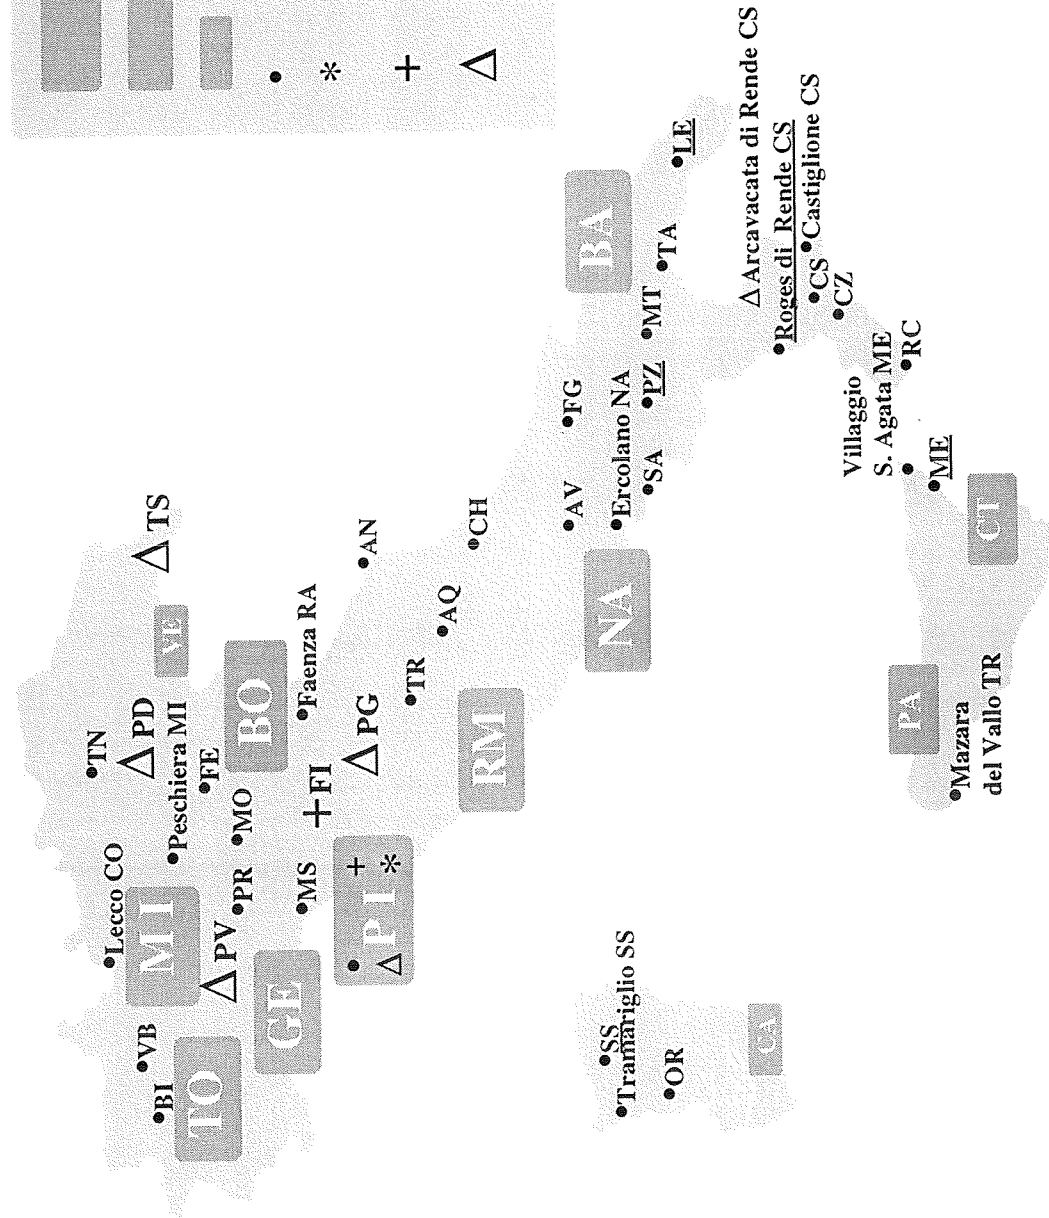 Lecco CO
TN
PD
TS
VE
VB
BI
TO
M I
Peschiera MI
FE
PV
PR
MO
BO
GE
MS
FI
Faenza RA
P I
PG
AN
TR
AQ
CH
RM
SS
Tramariglio SS
OR
CA
NA
AV
FG
Ercolano NA
SA
PZ
MT
TA
BA
LE
Arcavacata di Rende CS
Roges di Rende CS
Castiglione CS
CS
CZ
Villaggio
S. Agata ME
RC
ME
PA
CT
Mazara
del Vallo TR